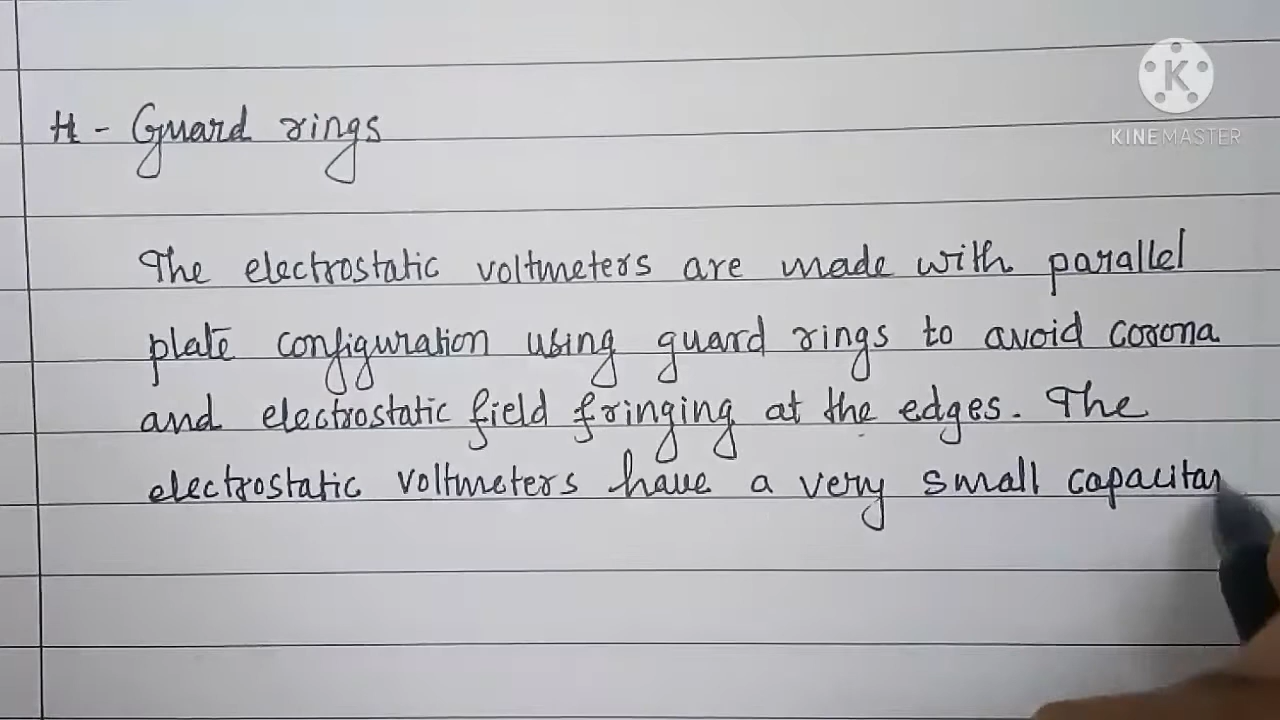 K
KINEMASTER
H - Guard rings
The electrostatic voltmeters are made with parallel
plate configuration using guard rings to avoid corona
and electrostatic field fringing at the edges. The
electrostatic voltmeters have a very small capacitan